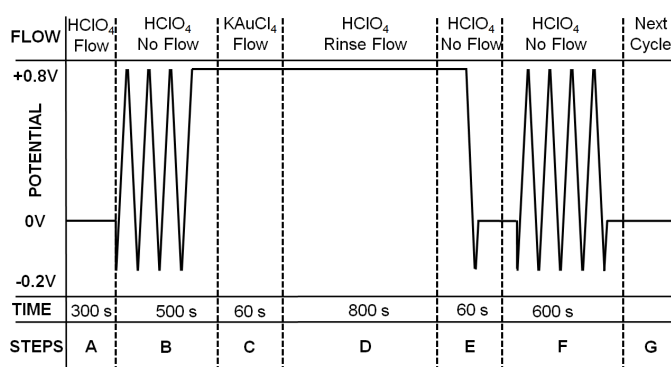 FLOW HClO₄ Flow HClO₄ No Flow KAuCl₄ Flow HClO₄ Rinse Flow HClO₄ No Flow HClO₄ No Flow Next Cycle
+0.8V
POTENTIAL
0V
-0.2V
TIME 300 s 500 s 60 s 800 s 60 s 600 s
STEPS A B C D E F G